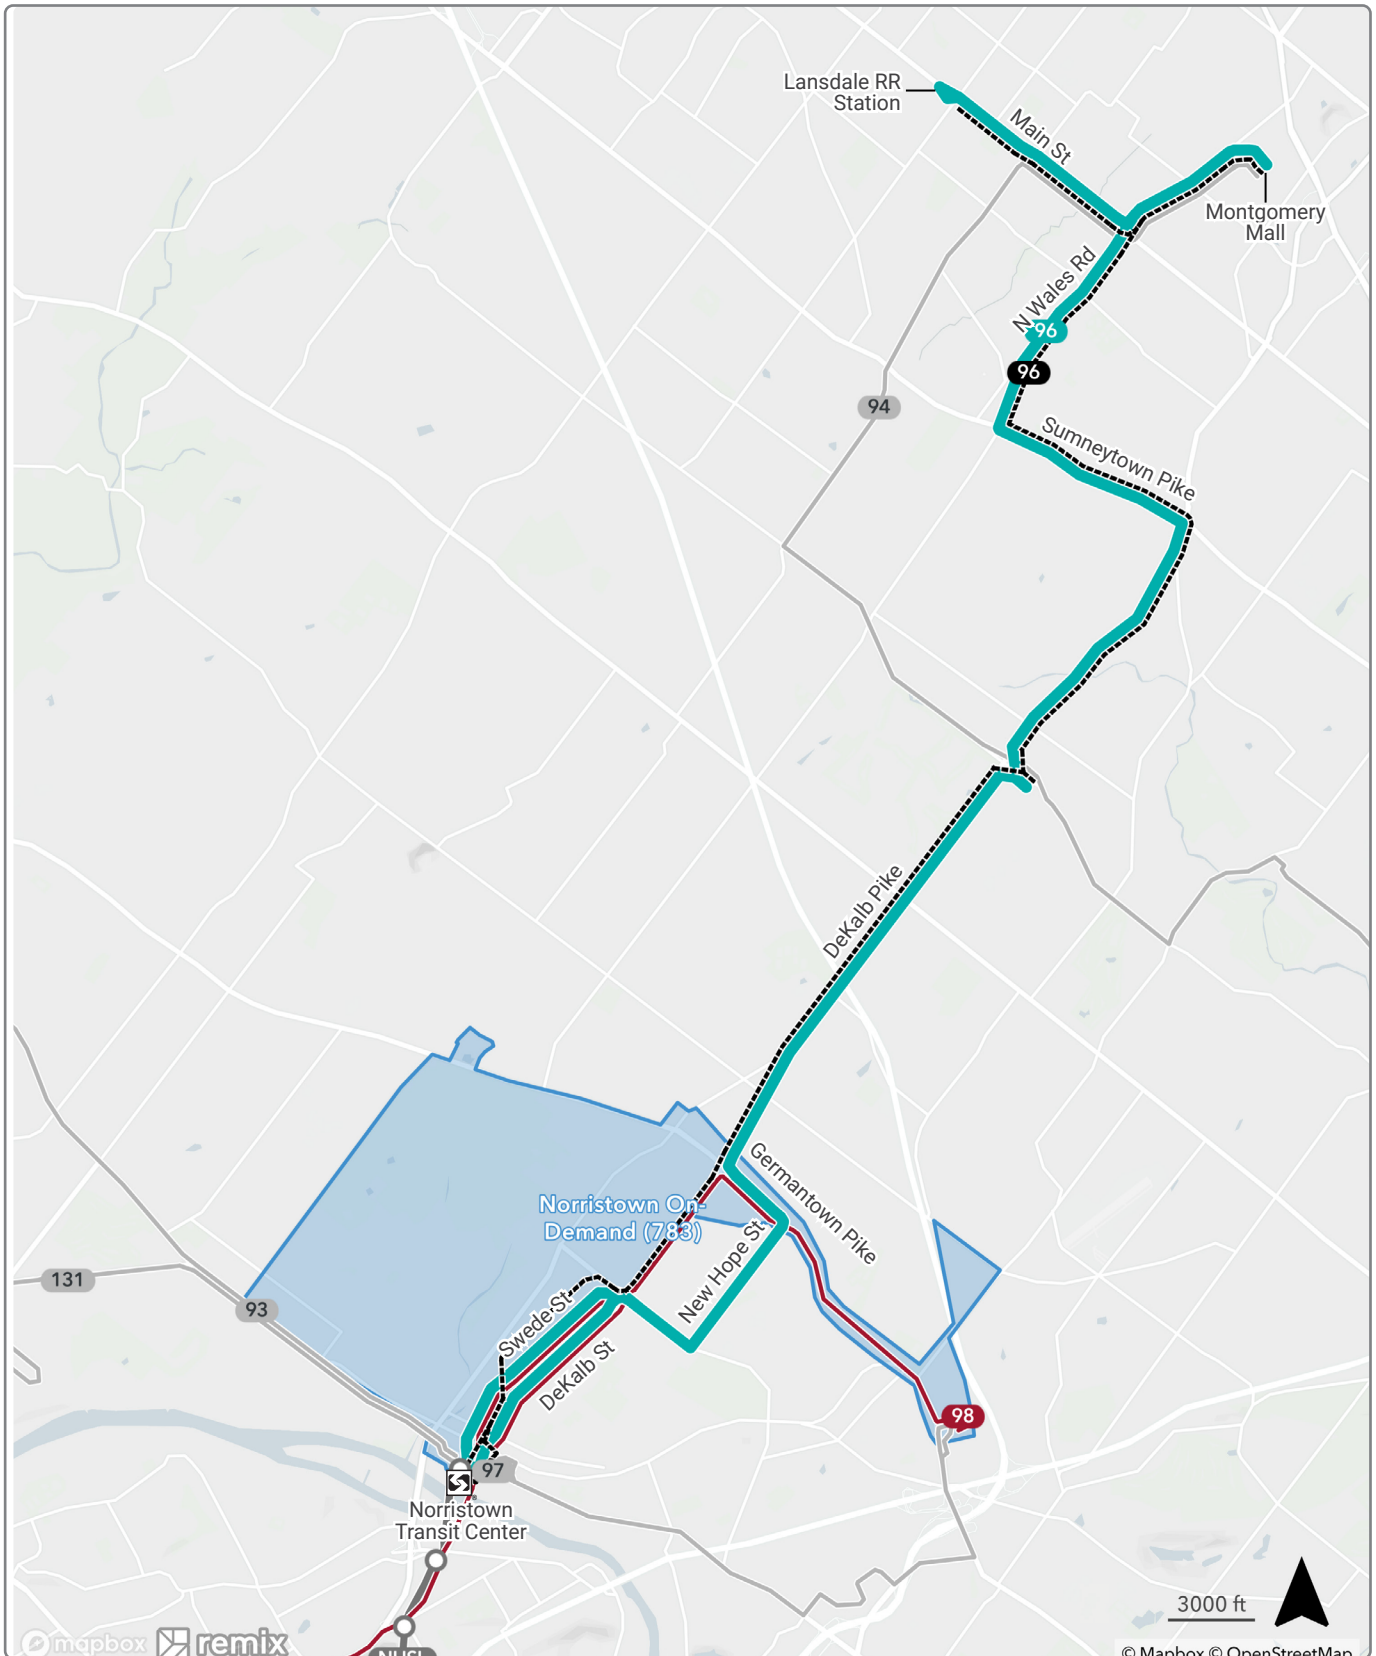 Lansdale RR
Station
Main St
Montgomery
Mall
N Wales Rd
96
96
94
Sumneytown Pike
DeKalb Pike
Germantown Pike
Norristown On-
Demand (783)
New Hope St
131
93
Swede St
DeKalb St
98
97
Norristown
Transit Center
3000 ft
mapbox
remix
NHSL
© Mapbox © OpenStreetMap